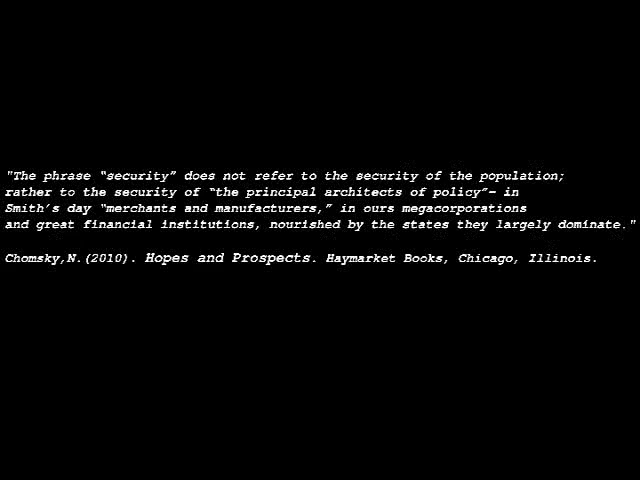 "The phrase “security” does not refer to the security of the population;
rather to the security of “the principal architects of policy”– in
Smith’s day “merchants and manufacturers,” in ours megacorporations
and great financial institutions, nourished by the states they largely dominate."
Chomsky,N.(2010). Hopes and Prospects. Haymarket Books, Chicago, Illinois.